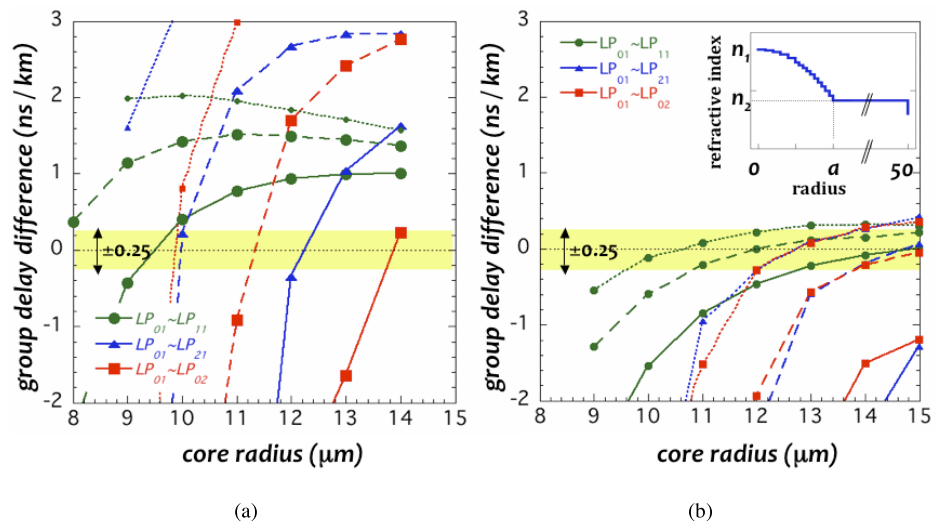 group delay difference (ns / km)
3
2
1
0
-1
-2
±0.25
LP01~LP11
LP01~LP21
LP01~LP02
8 9 10 11 12 13 14 15
core radius (μm)
(a)
group delay difference (ns / km)
3
2
1
0
-1
-2
LP01~LP11
LP01~LP21
LP01~LP02
±0.25
refractive index
n1
n2
0 a 50
radius
8 9 10 11 12 13 14 15
core radius (μm)
(b)